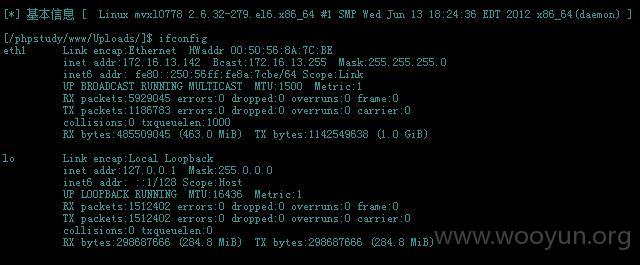 [*] 基本信息 [  Linux mvxl0778 2.6.32-279.el6.x86_64 #1 SMP Wed Jun 13 18:24:36 EDT 2012 x86_64(daemon) ]
[/phpstudy/www/Uploads/]$ ifconfig
eth1      Link encap:Ethernet  HWaddr 00:50:56:8A:7C:BE
inet addr:172.16.13.142  Bcast:172.16.13.255  Mask:255.255.255.0
inet6 addr: fe80::250:56ff:fe8a:7cbe/64 Scope:Link
UP BROADCAST RUNNING MULTICAST  MTU:1500  Metric:1
RX packets:5929045 errors:0 dropped:0 overruns:0 frame:0
TX packets:1186783 errors:0 dropped:0 overruns:0 carrier:0
collisions:0 txqueuelen:1000
RX bytes:485509045 (463.0 MiB)  TX bytes:1142549638 (1.0 GiB)
lo        Link encap:Local Loopback
inet addr:127.0.0.1  Mask:255.0.0.0
inet6 addr: ::1/128 Scope:Host
UP LOOPBACK RUNNING  MTU:16436  Metric:1
RX packets:1512402 errors:0 dropped:0 overruns:0 frame:0
TX packets:1512402 errors:0 dropped:0 overruns:0 carrier:0
collisions:0 txqueuelen:0
RX bytes:298687666 (284.8 MiB)  TX bytes:298687666 (284.8 MiB)
www.wooyun.org